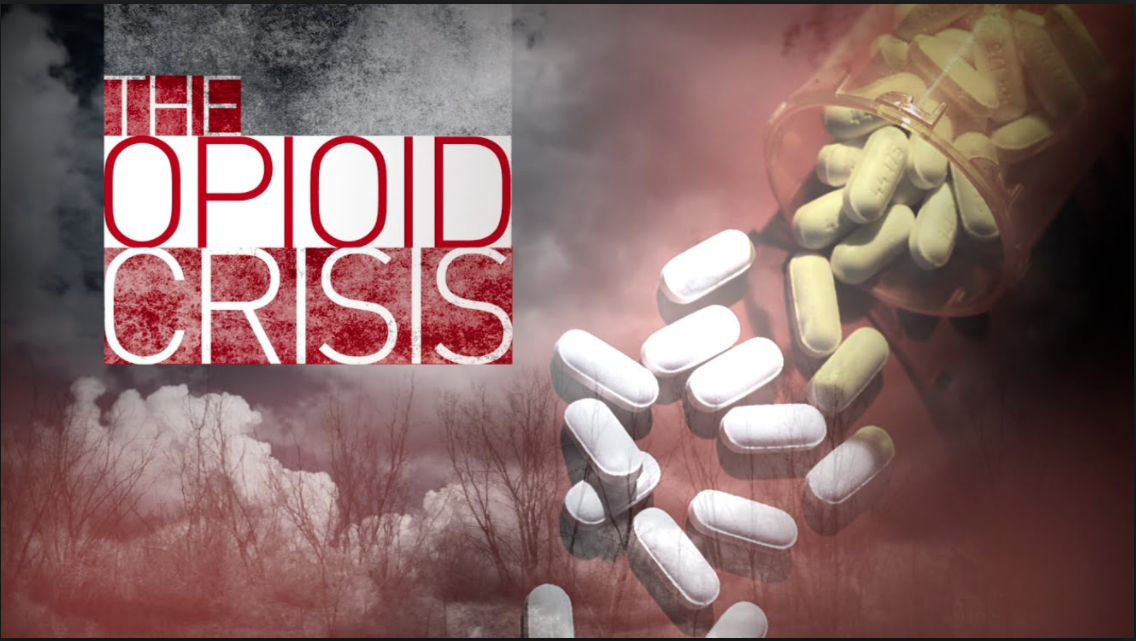 THE
OPIOID
CRISIS